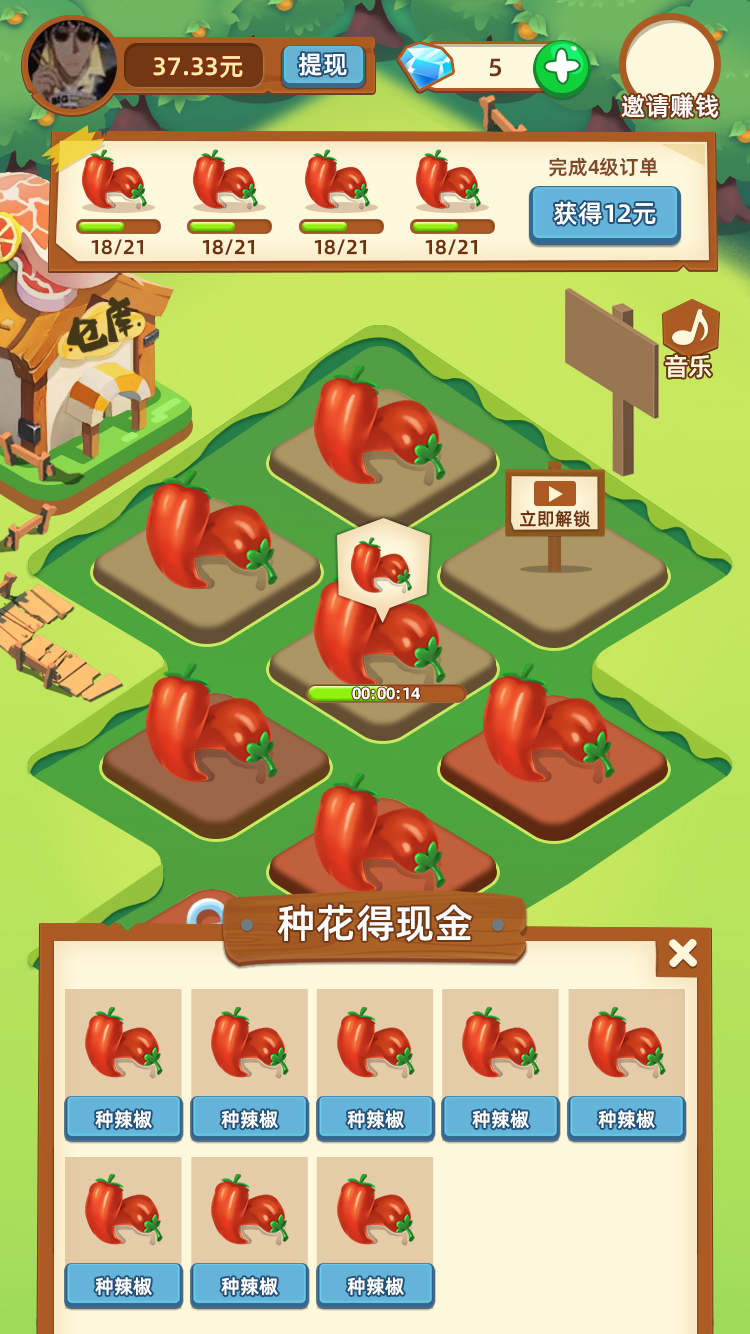 37.33元
提现
5
邀请赚钱
18/21
18/21
18/21
18/21
完成4级订单
获得12元
仓库
音乐
立即解锁
00:00:14
种花得现金
种辣椒
种辣椒
种辣椒
种辣椒
种辣椒
种辣椒
种辣椒
种辣椒